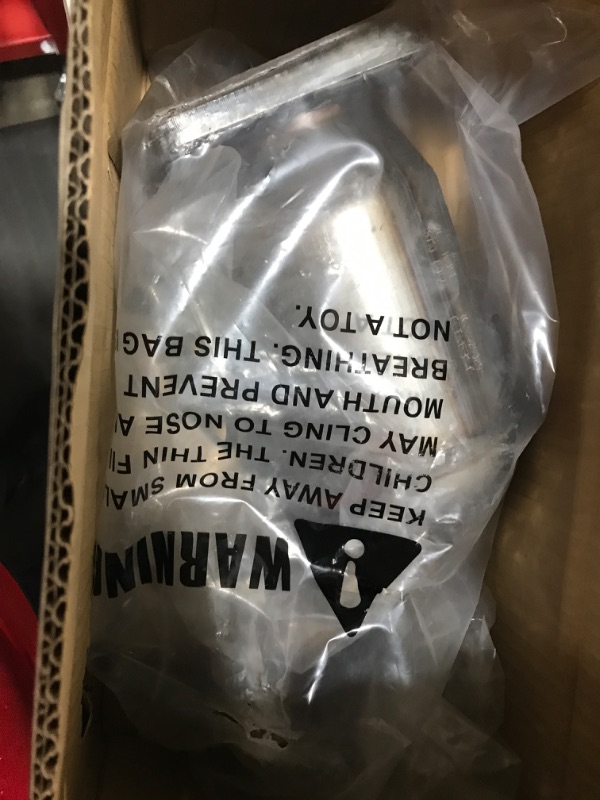 WARNIN
KEEP AWAY FROM SMAL
CHILDREN. THE THIN FI
MAY CLING TO NOSE A
MOUTH AND PREVENT
BREATHING. THIS BAG
NOT A TOY.